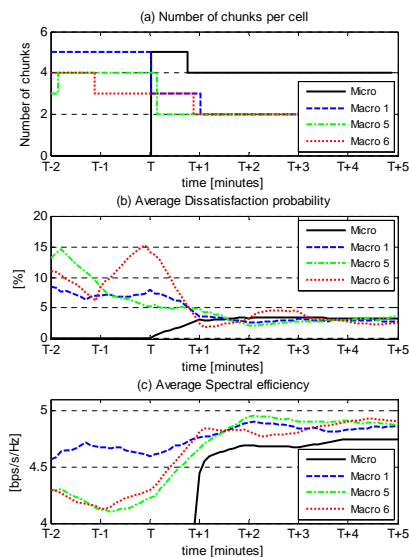 (a) Number of chunks per cell
Number of chunks
6
4
2
0
Micro
Macro 1
Macro 5
Macro 6
T-2 T-1 T T+1 T+2 T+3 T+4 T+5
time [minutes]
(b) Average Dissatisfaction probability
[%]
20
15
10
5
0
Micro
Macro 1
Macro 5
Macro 6
T-2 T-1 T T+1 T+2 T+3 T+4 T+5
time [minutes]
(c) Average Spectral efficiency
[bps/s/Hz]
5
4.5
4
Micro
Macro 1
Macro 5
Macro 6
T-2 T-1 T T+1 T+2 T+3 T+4 T+5
time [minutes]